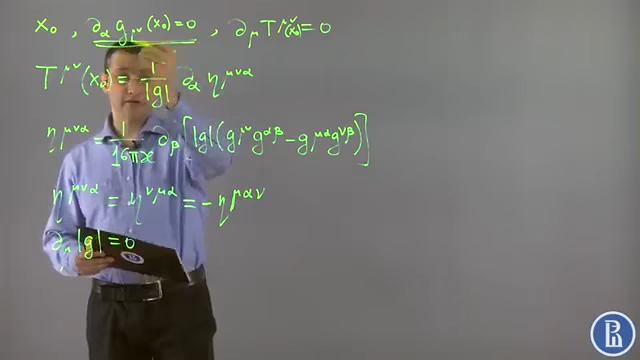 x₀ , ∂_α g_μν(x₀)=0 , ∂_μ T^μν(x₀)=0
T^μν(x₀) = 1/|g| ∂_α η^μνα
η^μνα = 1/16πϰ ∂_β [|g|(g^μν g^αβ − g^μα g^νβ)]
η^μνα = η^νμα = −η^μαν
∂_μ|g|=0